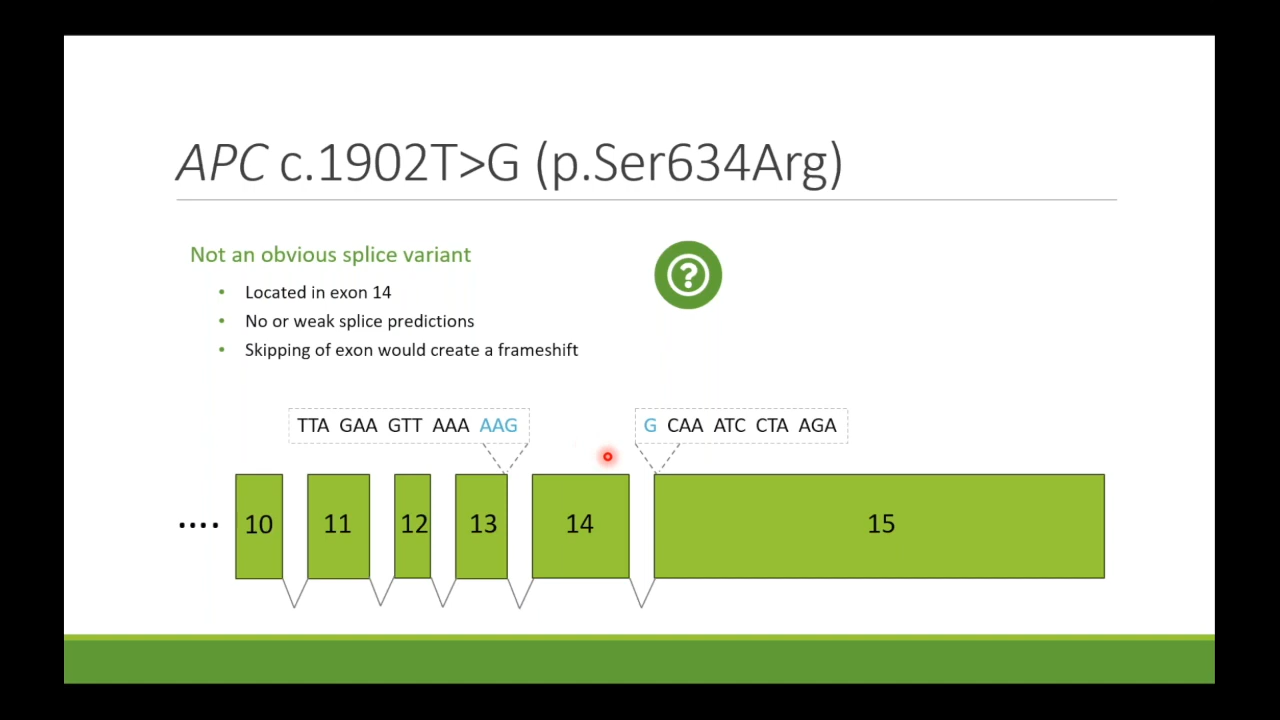 APC c.1902T>G (p.Ser634Arg)
Not an obvious splice variant
• Located in exon 14
• No or weak splice predictions
• Skipping of exon would create a frameshift
?
TTA GAA GTT AAA AAG
G CAA ATC CTA AGA
.... 10 11 12 13 14 15